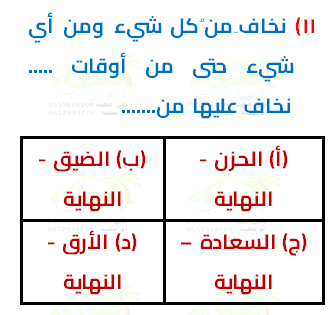 ١١) نخاف من كل شيء ومن أي
شيء حتى من أوقات .....
نخاف عليها من.......
(أ) الحزن - النهاية
(ب) الضيق - النهاية
(ج) السعادة – النهاية
(د) الأرق - النهاية